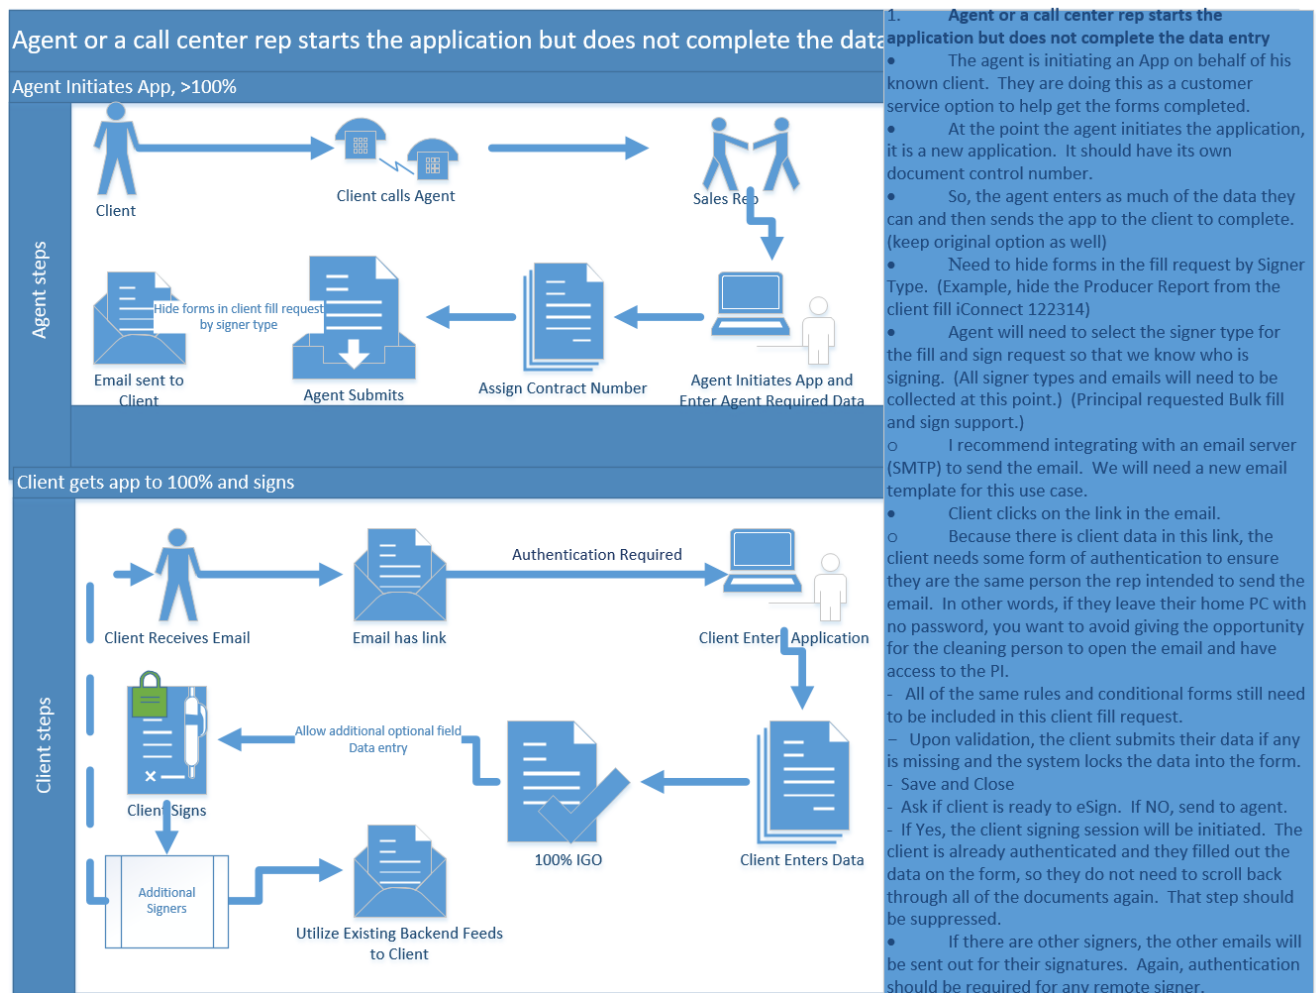 Agent or a call center rep starts the application but does not complete the data
Agent Initiates App, >100%
Agent steps
Client
Client calls Agent
Sales Rep
Email sent to
Client
Hide forms in client fill request
by signer type
Agent Submits
Assign Contract Number
Agent Initiates App and
Enter Agent Required Data
Client gets app to 100% and signs
Client steps
Client Receives Email
Email has link
Authentication Required
Client Enters Application
Client Signs
Allow additional optional field
Data entry
100% IGO
Client Enters Data
Additional
Signers
Utilize Existing Backend Feeds
to Client
1. Agent or a call center rep starts the
application but does not complete the data entry
• The agent is initiating an App on behalf of his
known client. They are doing this as a customer
service option to help get the forms completed.
• At the point the agent initiates the application,
it is a new application. It should have its own
document control number.
• So, the agent enters as much of the data they
can and then sends the app to the client to complete.
(keep original option as well)
• Need to hide forms in the fill request by Signer
Type. (Example, hide the Producer Report from the
client fill iConnect 122314)
• Agent will need to select the signer type for
the fill and sign request so that we know who is
signing. (All signer types and emails will need to be
collected at this point.) (Principal requested Bulk fill
and sign support.)
o I recommend integrating with an email server
(SMTP) to send the email. We will need a new email
template for this use case.
• Client clicks on the link in the email.
o Because there is client data in this link, the
client needs some form of authentication to ensure
they are the same person the rep intended to send the
email. In other words, if they leave their home PC with
no password, you want to avoid giving the opportunity
for the cleaning person to open the email and have
access to the PI.
- All of the same rules and conditional forms still need
to be included in this client fill request.
– Upon validation, the client submits their data if any
is missing and the system locks the data into the form.
- Save and Close
- Ask if client is ready to eSign. If NO, send to agent.
- If Yes, the client signing session will be initiated. The
client is already authenticated and they filled out the
data on the form, so they do not need to scroll back
through all of the documents again. That step should
be suppressed.
• If there are other signers, the other emails will
be sent out for their signatures. Again, authentication
should be required for any remote signer.